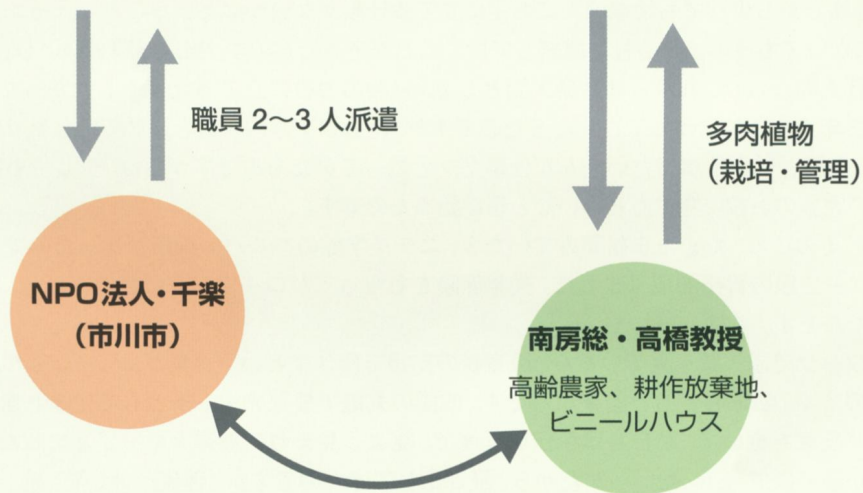 職員 2〜3 人派遣
多肉植物
（栽培・管理）
NPO法人・千楽
（市川市）
南房総・高橋教授
高齢農家、耕作放棄地、
ビニールハウス